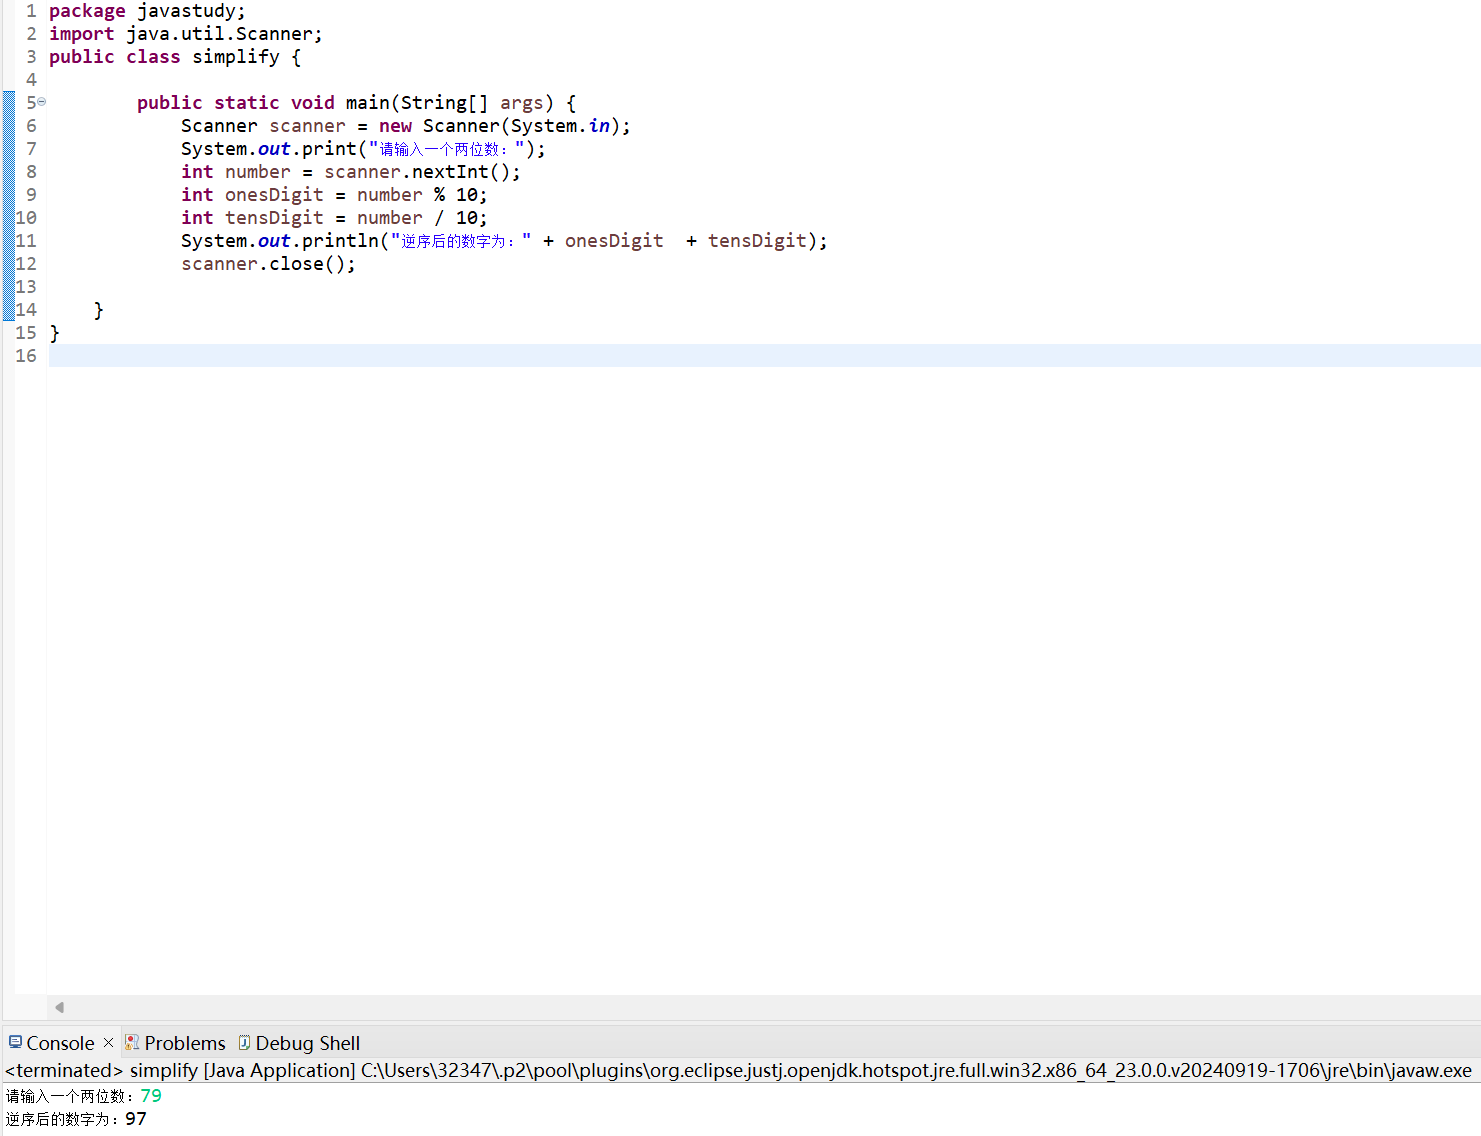 1 package javastudy;
2 import java.util.Scanner;
3 public class simplify {
4
5 public static void main(String[] args) {
6 Scanner scanner = new Scanner(System.in);
7 System.out.print("请输入一个两位数：");
8 int number = scanner.nextInt();
9 int onesDigit = number % 10;
10 int tensDigit = number / 10;
11 System.out.println("逆序后的数字为：" + onesDigit  + tensDigit);
12 scanner.close();
13
14 }
15 }
16
Console × Problems Debug Shell
<terminated> simplify [Java Application] C:\Users\32347\.p2\pool\plugins\org.eclipse.justj.openjdk.hotspot.jre.full.win32.x86_64_23.0.0.v20240919-1706\jre\bin\javaw.exe
请输入一个两位数：79
逆序后的数字为：97